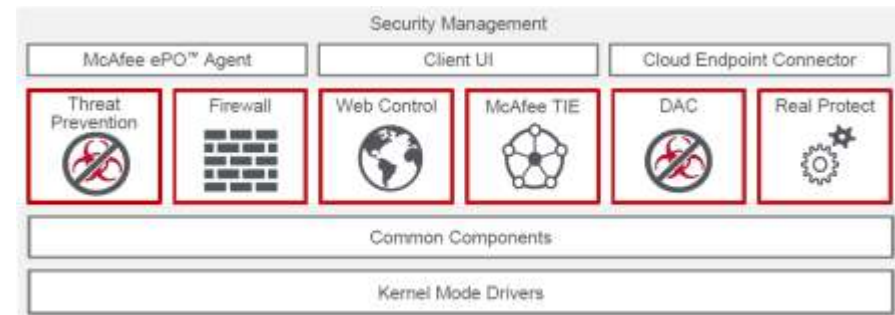 Security Management
McAfee ePO™ Agent
Client UI
Cloud Endpoint Connector
Threat
Prevention
Firewall
Web Control
McAfee TIE
DAC
Real Protect
Common Components
Kernel Mode Drivers